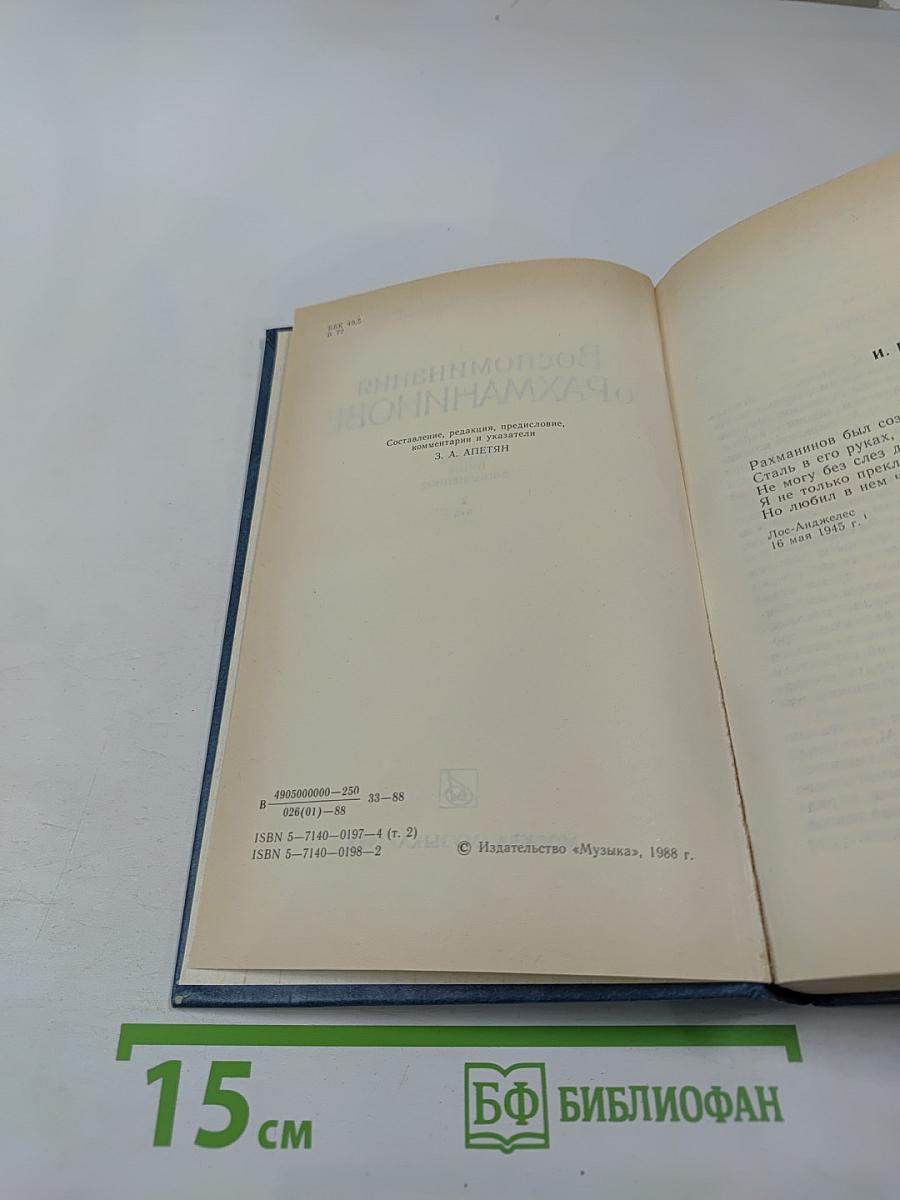 ББК 49.5
В 77
Составление, редакция, предисловие,
комментарии и указатели
З. А. АПЕТЯН
В 4905000000—250 33—88
026(01)—88
ISBN 5—7140—0197—4 (т. 2)
ISBN 5—7140—0198—2
© Издательство «Музыка», 1988 г.
И.
Рахманинов был соз
Сталь в его руках,
Не могу без слез д
Я не только прекл
Но любил в нем ч
Лос-Анджелес
16 мая 1945 г.¹
15 см
БФ БИБЛИОФАН